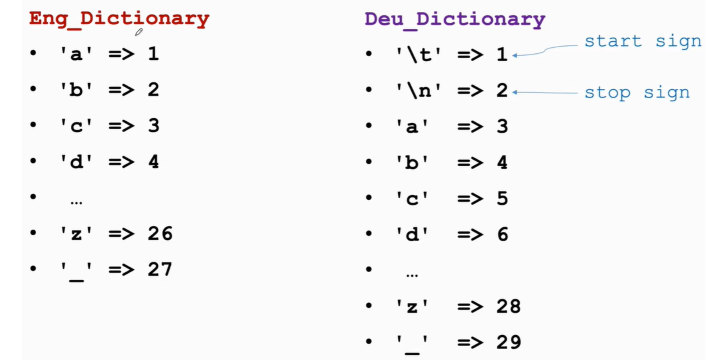 Eng_Dictionary
• 'a' => 1
• 'b' => 2
• 'c' => 3
• 'd' => 4
• …
• 'z' => 26
• '_' => 27
Deu_Dictionary
• '\t' => 1 start sign
• '\n' => 2 stop sign
• 'a' => 3
• 'b' => 4
• 'c' => 5
• 'd' => 6
• …
• 'z' => 28
• '_' => 29